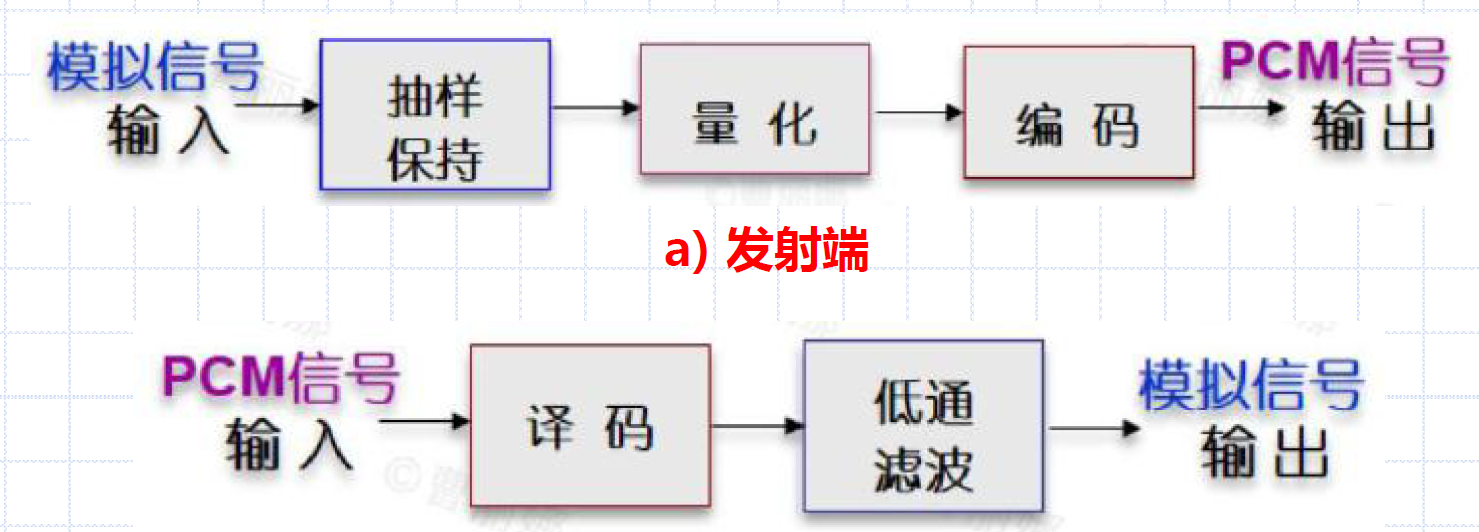 模拟信号
输入
抽样
保持
量化
编码
PCM信号
输出
a) 发射端
PCM信号
输入
译码
低通
滤波
模拟信号
输出